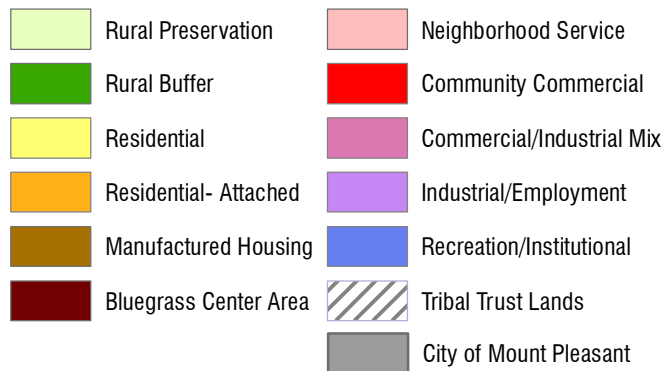 Rural Preservation
Rural Buffer
Residential
Residential- Attached
Manufactured Housing
Bluegrass Center Area
Neighborhood Service
Community Commercial
Commercial/Industrial Mix
Industrial/Employment
Recreation/Institutional
Tribal Trust Lands
City of Mount Pleasant